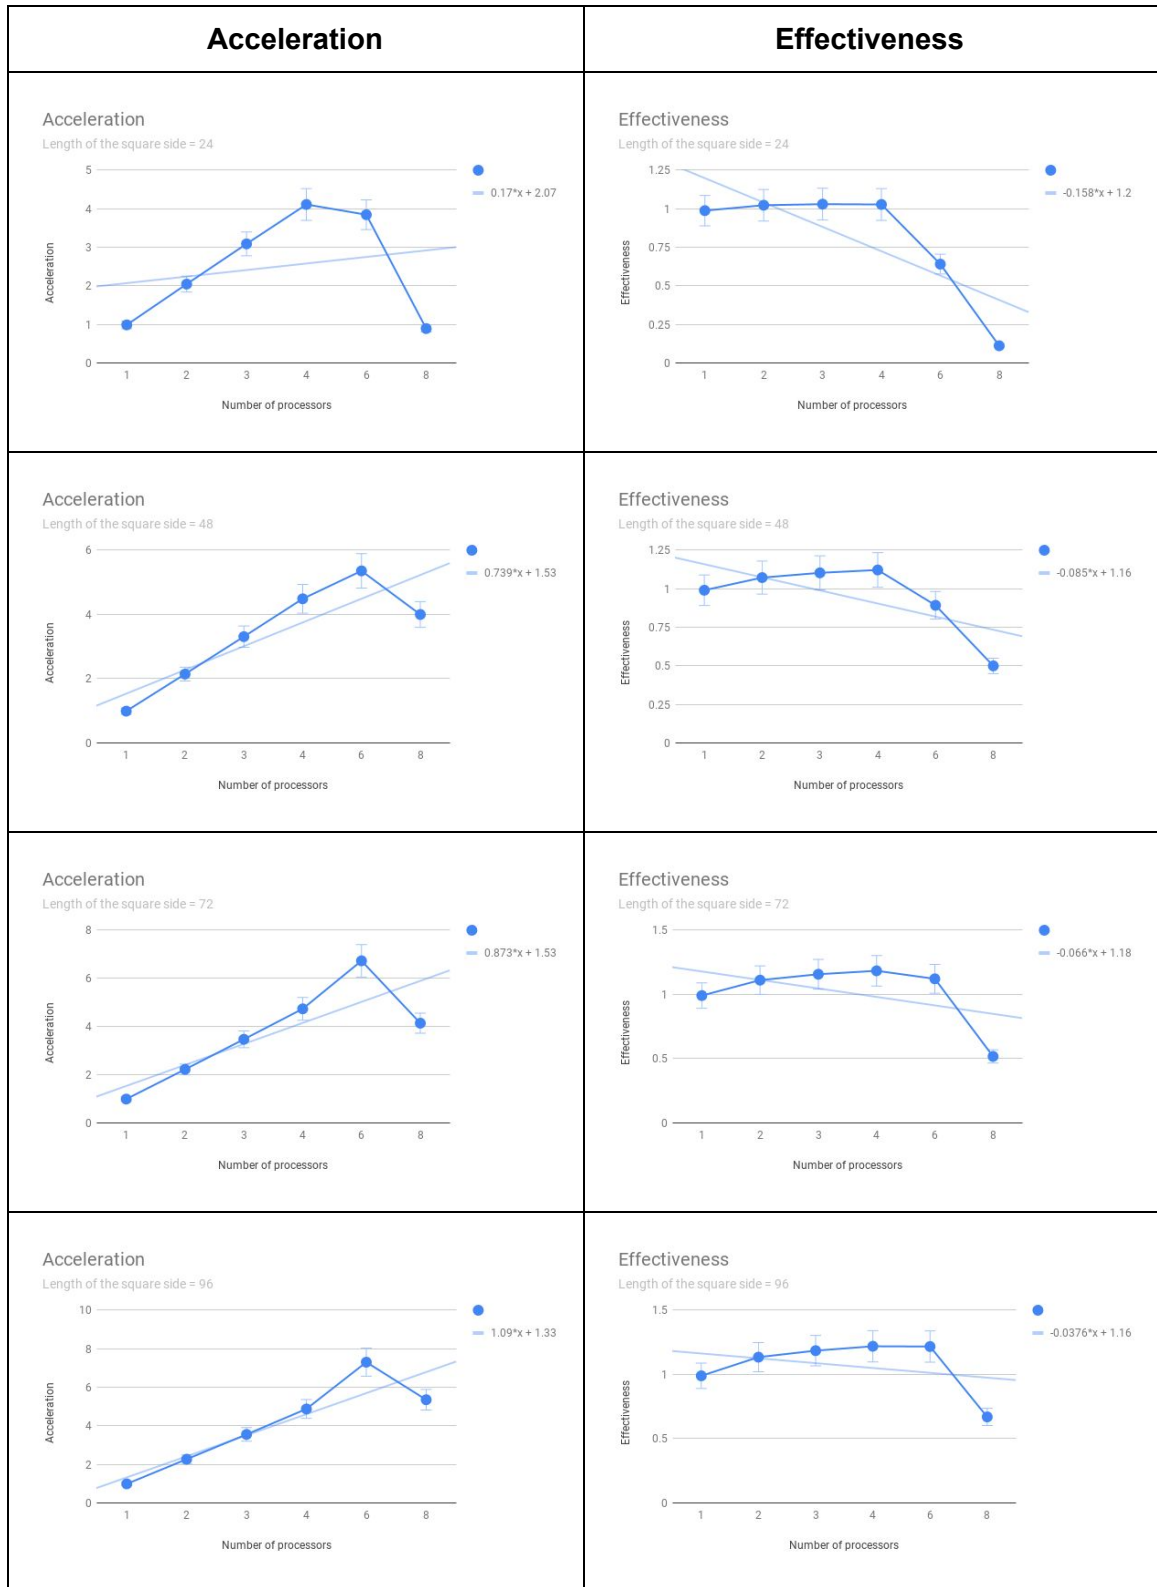 Acceleration
Effectiveness
Acceleration
Length of the square side = 24
5
4
3
2
1
0
Acceleration
1 2 3 4 6 8
Number of processors
0.17*x + 2.07
Effectiveness
Length of the square side = 24
1.25
1
0.75
0.5
0.25
0
Effectiveness
1 2 3 4 6 8
Number of processors
-0.158*x + 1.2
Acceleration
Length of the square side = 48
6
4
2
0
Acceleration
1 2 3 4 6 8
Number of processors
0.739*x + 1.53
Effectiveness
Length of the square side = 48
1.25
1
0.75
0.5
0.25
0
Effectiveness
1 2 3 4 6 8
Number of processors
-0.085*x + 1.16
Acceleration
Length of the square side = 72
8
6
4
2
0
Acceleration
1 2 3 4 6 8
Number of processors
0.873*x + 1.53
Effectiveness
Length of the square side = 72
1.5
1
0.5
0
Effectiveness
1 2 3 4 6 8
Number of processors
-0.066*x + 1.18
Acceleration
Length of the square side = 96
10
8
6
4
2
0
Acceleration
1 2 3 4 6 8
Number of processors
1.09*x + 1.33
Effectiveness
Length of the square side = 96
1.5
1
0.5
0
Effectiveness
1 2 3 4 6 8
Number of processors
-0.0376*x + 1.16